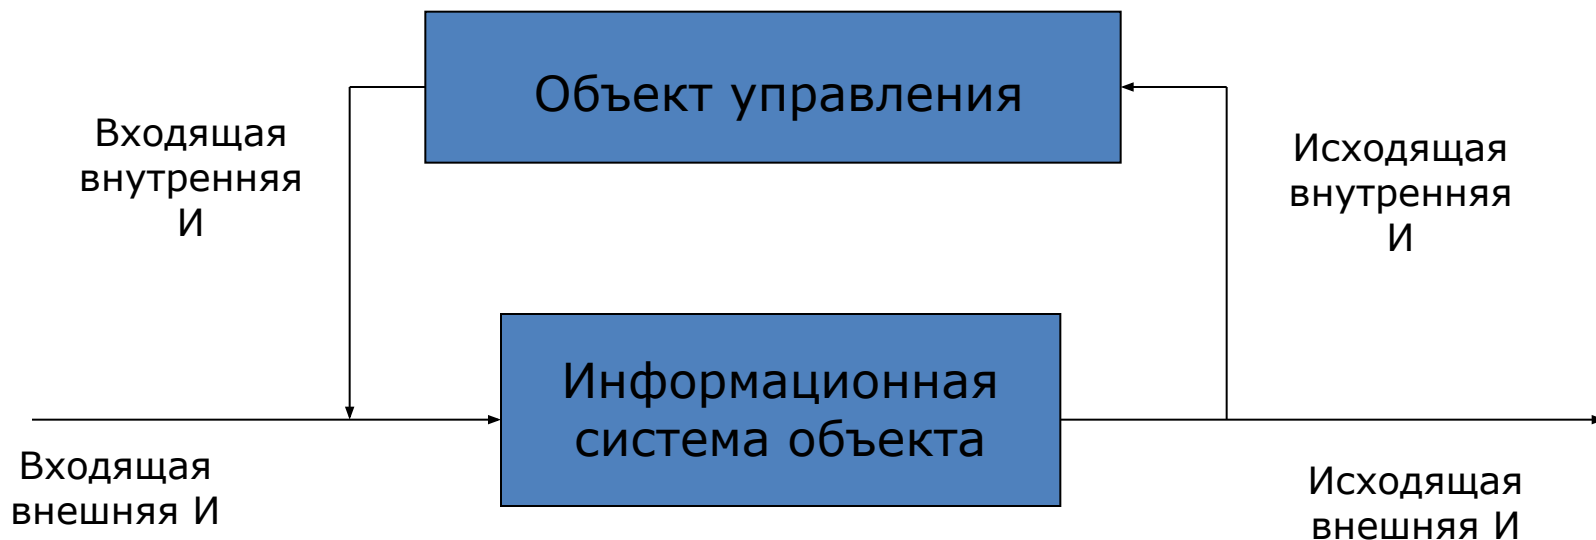 Объект управления
Входящая
внутренняя
И
Исходящая
внутренняя
И
Информационная
система объекта
Входящая
внешняя И
Исходящая
внешняя И